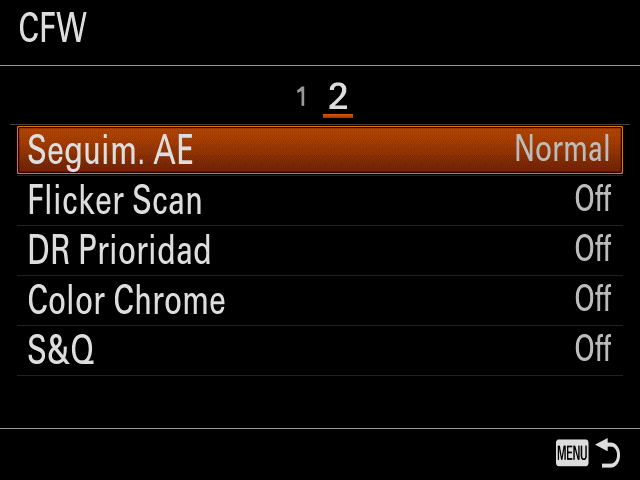 CFW
1 2
Seguim. AE Normal
Flicker Scan Off
DR Prioridad Off
Color Chrome Off
S&Q Off
MENU